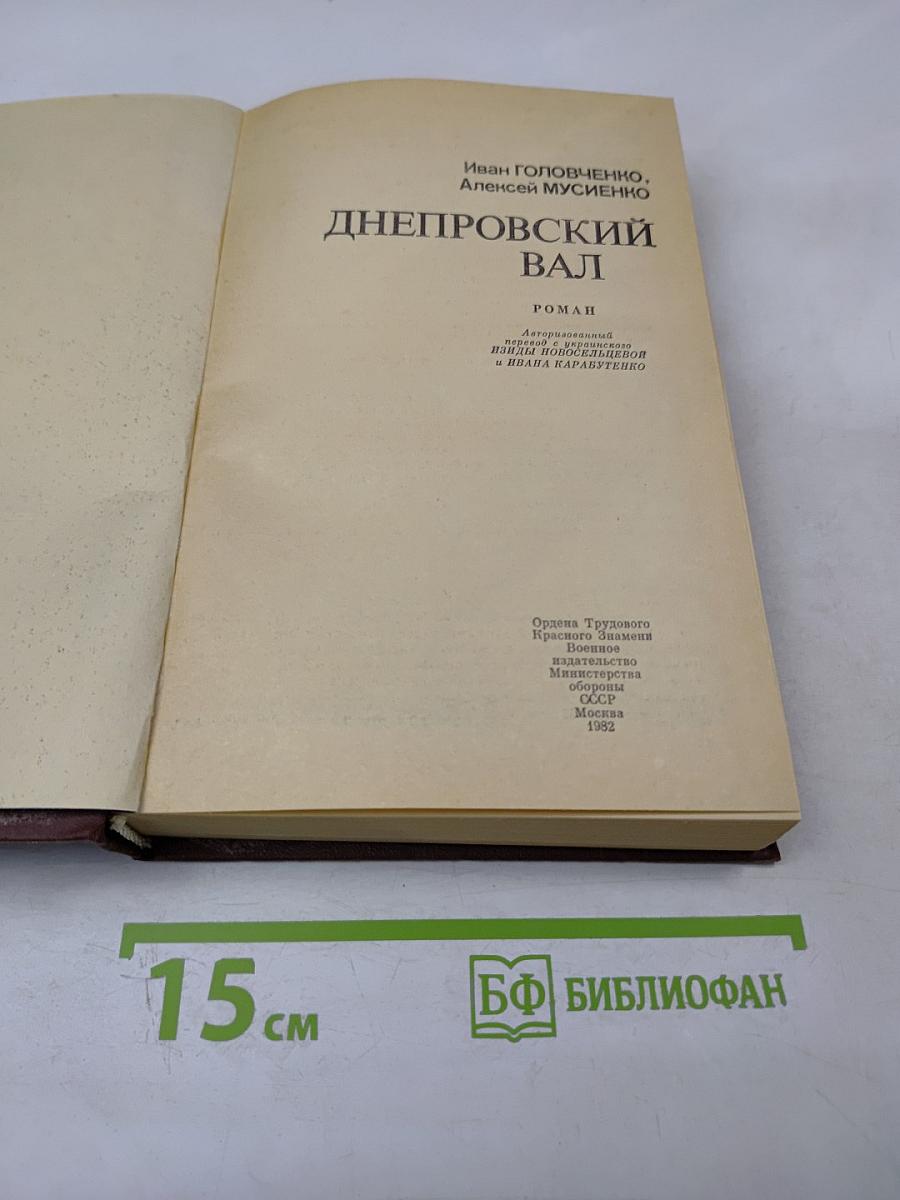 Иван ГОЛОВЧЕНКО,
Алексей МУСИЕНКО
ДНЕПРОВСКИЙ
ВАЛ
РОМАН
Авторизованный
перевод с украинского
ИЗИДЫ НОВОСЕЛЬЦЕВОЙ
и ИВАНА КАРАБУТЕНКО
Ордена Трудового
Красного Знамени
Военное
издательство
Министерства
обороны
СССР
Москва
1982
15 см
БФ БИБЛИОФАН